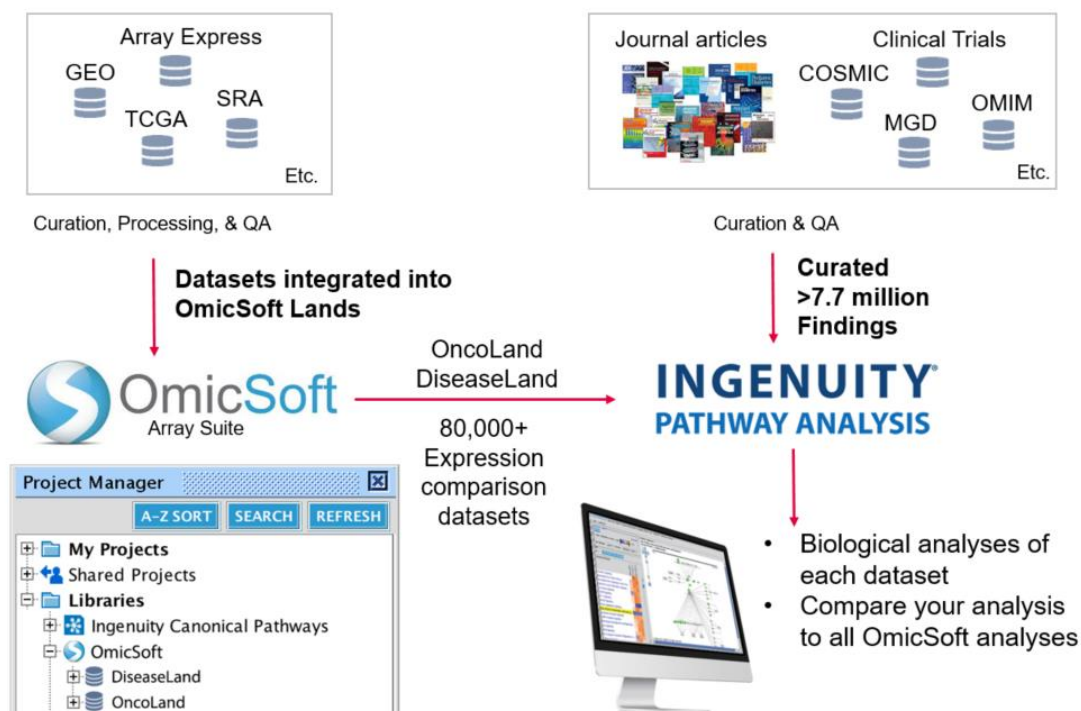 Array Express
GEO
SRA
TCGA
Etc.
Curation, Processing, & QA
Datasets integrated into
OmicSoft Lands
OmicSoft
Array Suite
OncoLand
DiseaseLand
80,000+
Expression
comparison
datasets
Journal articles
Clinical Trials
COSMIC
OMIM
MGD
Etc.
Curation & QA
Curated
>7.7 million
Findings
INGENUITY®
PATHWAY ANALYSIS
Project Manager
A-Z SORT SEARCH REFRESH
My Projects
Shared Projects
Libraries
Ingenuity Canonical Pathways
OmicSoft
DiseaseLand
OncoLand
• Biological analyses of
each dataset
• Compare your analysis
to all OmicSoft analyses